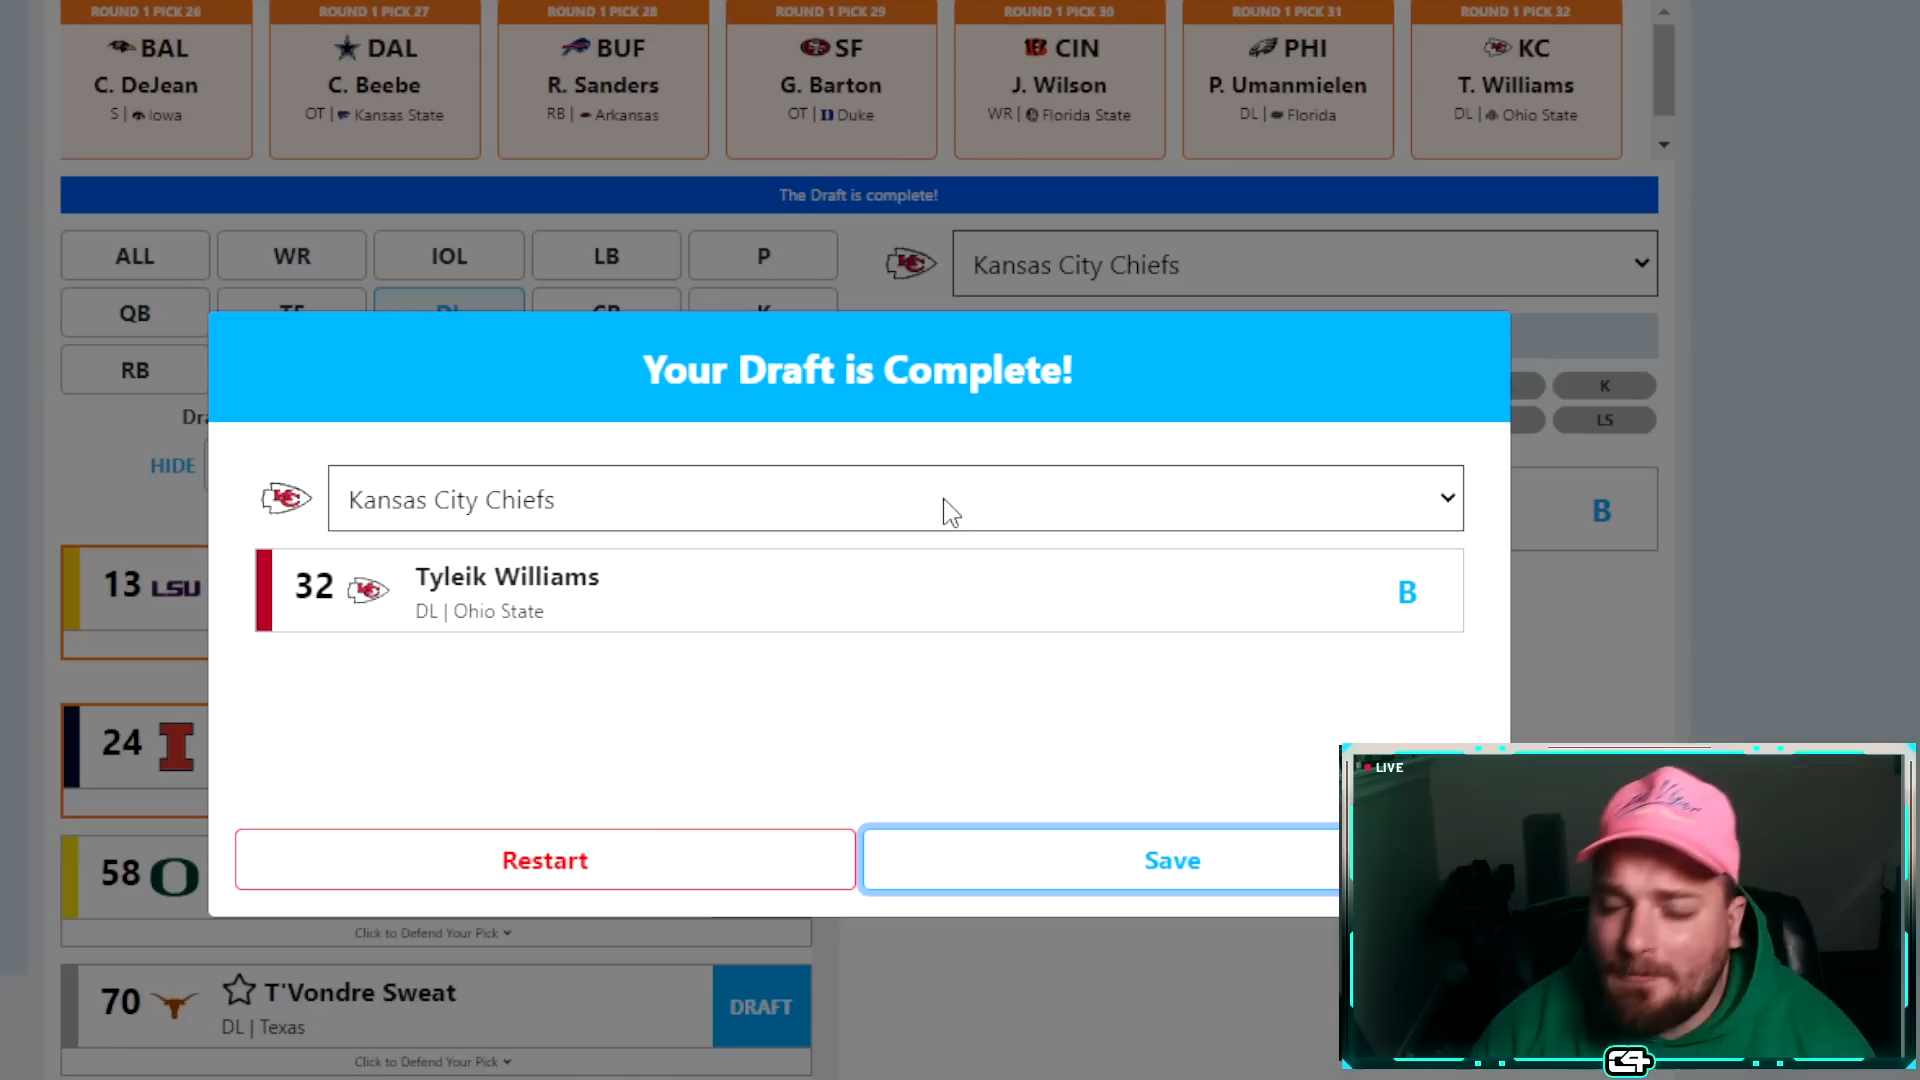 ROUND 1 PICK 26
BAL
C. DeJean
S | Iowa
ROUND 1 PICK 27
DAL
C. Beebe
OT | Kansas State
ROUND 1 PICK 28
BUF
R. Sanders
RB | Arkansas
ROUND 1 PICK 29
SF
G. Barton
OT | D Duke
ROUND 1 PICK 30
CIN
J. Wilson
WR | Florida State
ROUND 1 PICK 31
PHI
P. Umanmielen
DL | Florida
ROUND 1 PICK 32
KC
T. Williams
DL | Ohio State
The Draft is complete!
ALL WR IOL LB P
QB TE DL CB K
RB
Kansas City Chiefs
K
LS
HIDE
B
Your Draft is Complete!
Kansas City Chiefs
32 Tyleik Williams
DL | Ohio State
B
Restart
Save
13 LSU
24 I
58 O
Click to Defend Your Pick
70 T'Vondre Sweat
DL | Texas
DRAFT
Click to Defend Your Pick
LIVE